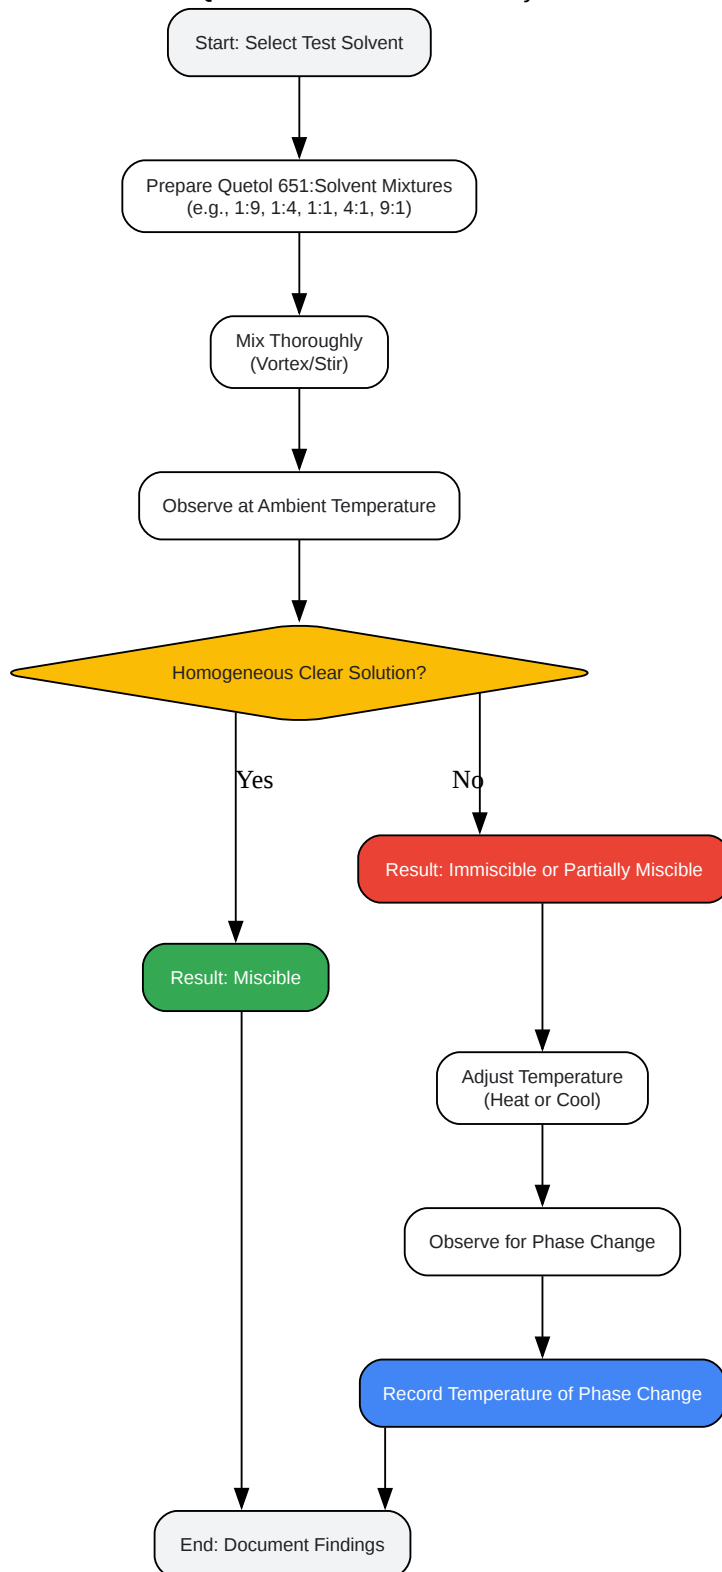 Start: Select Test Solvent
Prepare Quetol 651:Solvent Mixtures
(e.g., 1:9, 1:4, 1:1, 4:1, 9:1)
Mix Thoroughly
(Vortex/Stir)
Observe at Ambient Temperature
Homogeneous Clear Solution?
Yes
No
Result: Immiscible or Partially Miscible
Result: Miscible
Adjust Temperature
(Heat or Cool)
Observe for Phase Change
Record Temperature of Phase Change
End: Document Findings